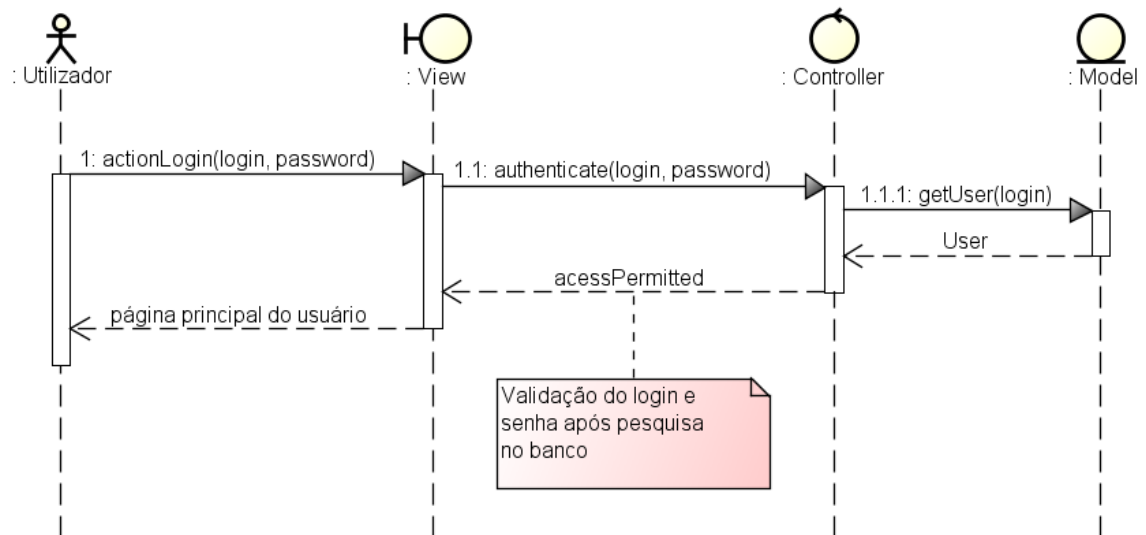 : Utilizador
: View
: Controller
: Model
1: actionLogin(login, password)
1.1: authenticate(login, password)
1.1.1: getUser(login)
User
acessPermitted
página principal do usuário
Validação do login e
senha após pesquisa
no banco